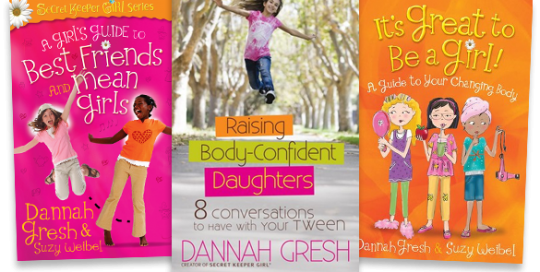 Secret Keeper Girl Series
A GIRL'S GUIDE TO
Best Friends
AND mean
girls
Dannah
Gresh &
Suzy Weibel
Raising
Body-Confident
Daughters
8 conversations
to Have with Your Tween
DANNAH GRESH
CREATOR OF SECRET KEEPER GIRL
It's Great to
Be a girl!
A Guide to Your Changing Body
Dannah Gresh & Suzy Weibel